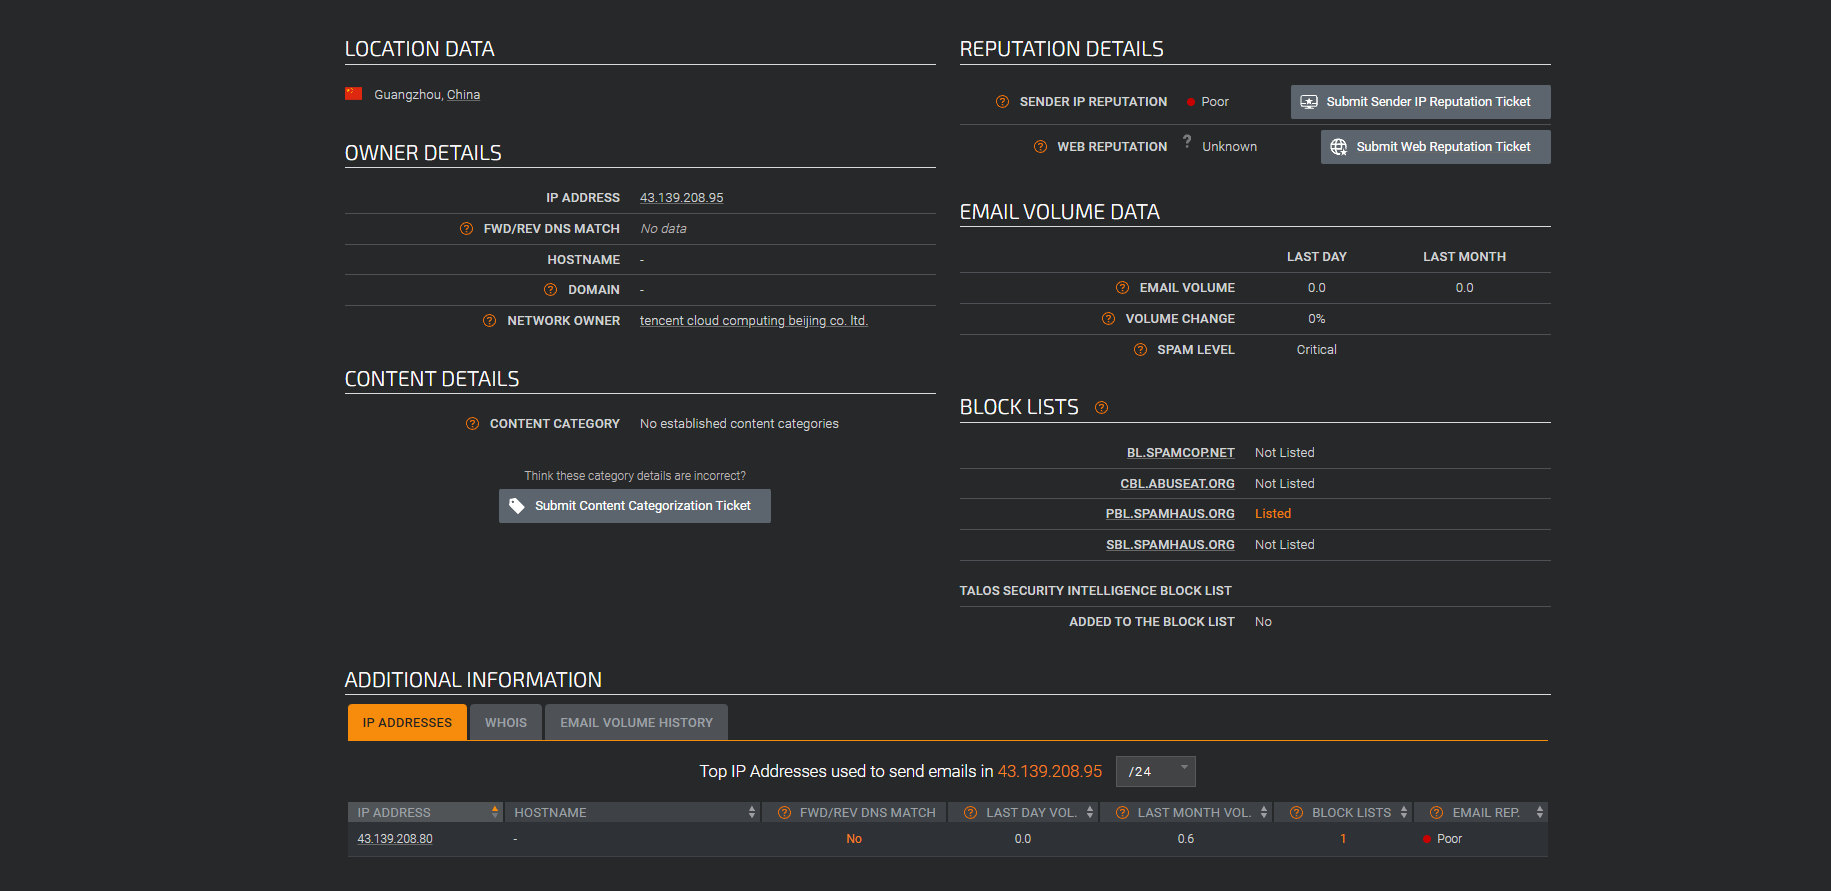 LOCATION DATA
Guangzhou, China
OWNER DETAILS
IP ADDRESS 43.139.208.95
FWD/REV DNS MATCH No data
HOSTNAME -
DOMAIN -
NETWORK OWNER tencent cloud computing beijing co. ltd.
CONTENT DETAILS
CONTENT CATEGORY No established content categories
Think these category details are incorrect?
Submit Content Categorization Ticket
REPUTATION DETAILS
SENDER IP REPUTATION Poor Submit Sender IP Reputation Ticket
WEB REPUTATION ? Unknown Submit Web Reputation Ticket
EMAIL VOLUME DATA
LAST DAY LAST MONTH
EMAIL VOLUME 0.0 0.0
VOLUME CHANGE 0%
SPAM LEVEL Critical
BLOCK LISTS
BL.SPAMCOP.NET Not Listed
CBL.ABUSEAT.ORG Not Listed
PBL.SPAMHAUS.ORG Listed
SBL.SPAMHAUS.ORG Not Listed
TALOS SECURITY INTELLIGENCE BLOCK LIST
ADDED TO THE BLOCK LIST No
ADDITIONAL INFORMATION
IP ADDRESSES WHOIS EMAIL VOLUME HISTORY
Top IP Addresses used to send emails in 43.139.208.95 /24
IP ADDRESS HOSTNAME FWD/REV DNS MATCH LAST DAY VOL. LAST MONTH VOL. BLOCK LISTS EMAIL REP.
43.139.208.80 - No 0.0 0.6 1 Poor